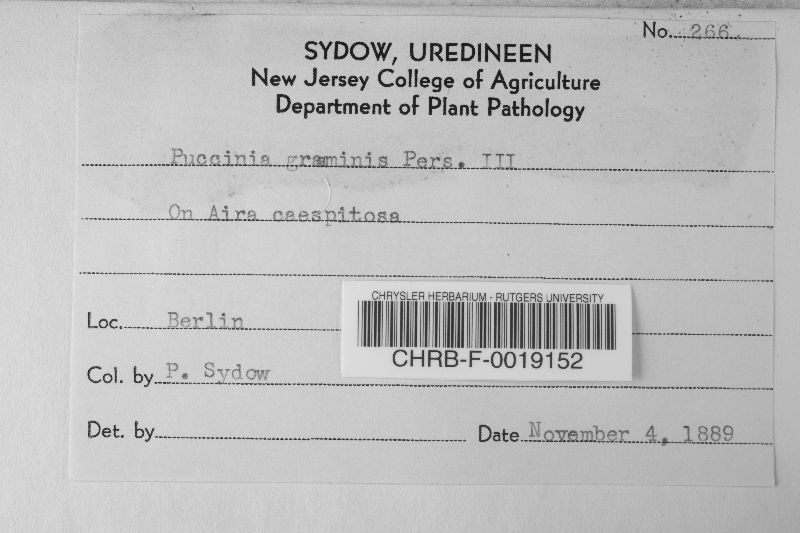 No. 266.
SYDOW, UREDINEEN
New Jersey College of Agriculture
Department of Plant Pathology
Puccinia graminis Pers. III
On Aira caespitosa
CHRYSLER HERBARIUM - RUTGERS UNIVERSITY
Loc. Berlin
CHRB-F-0019152
Col. by P. Sydow
Det. by
Date November 4, 1889